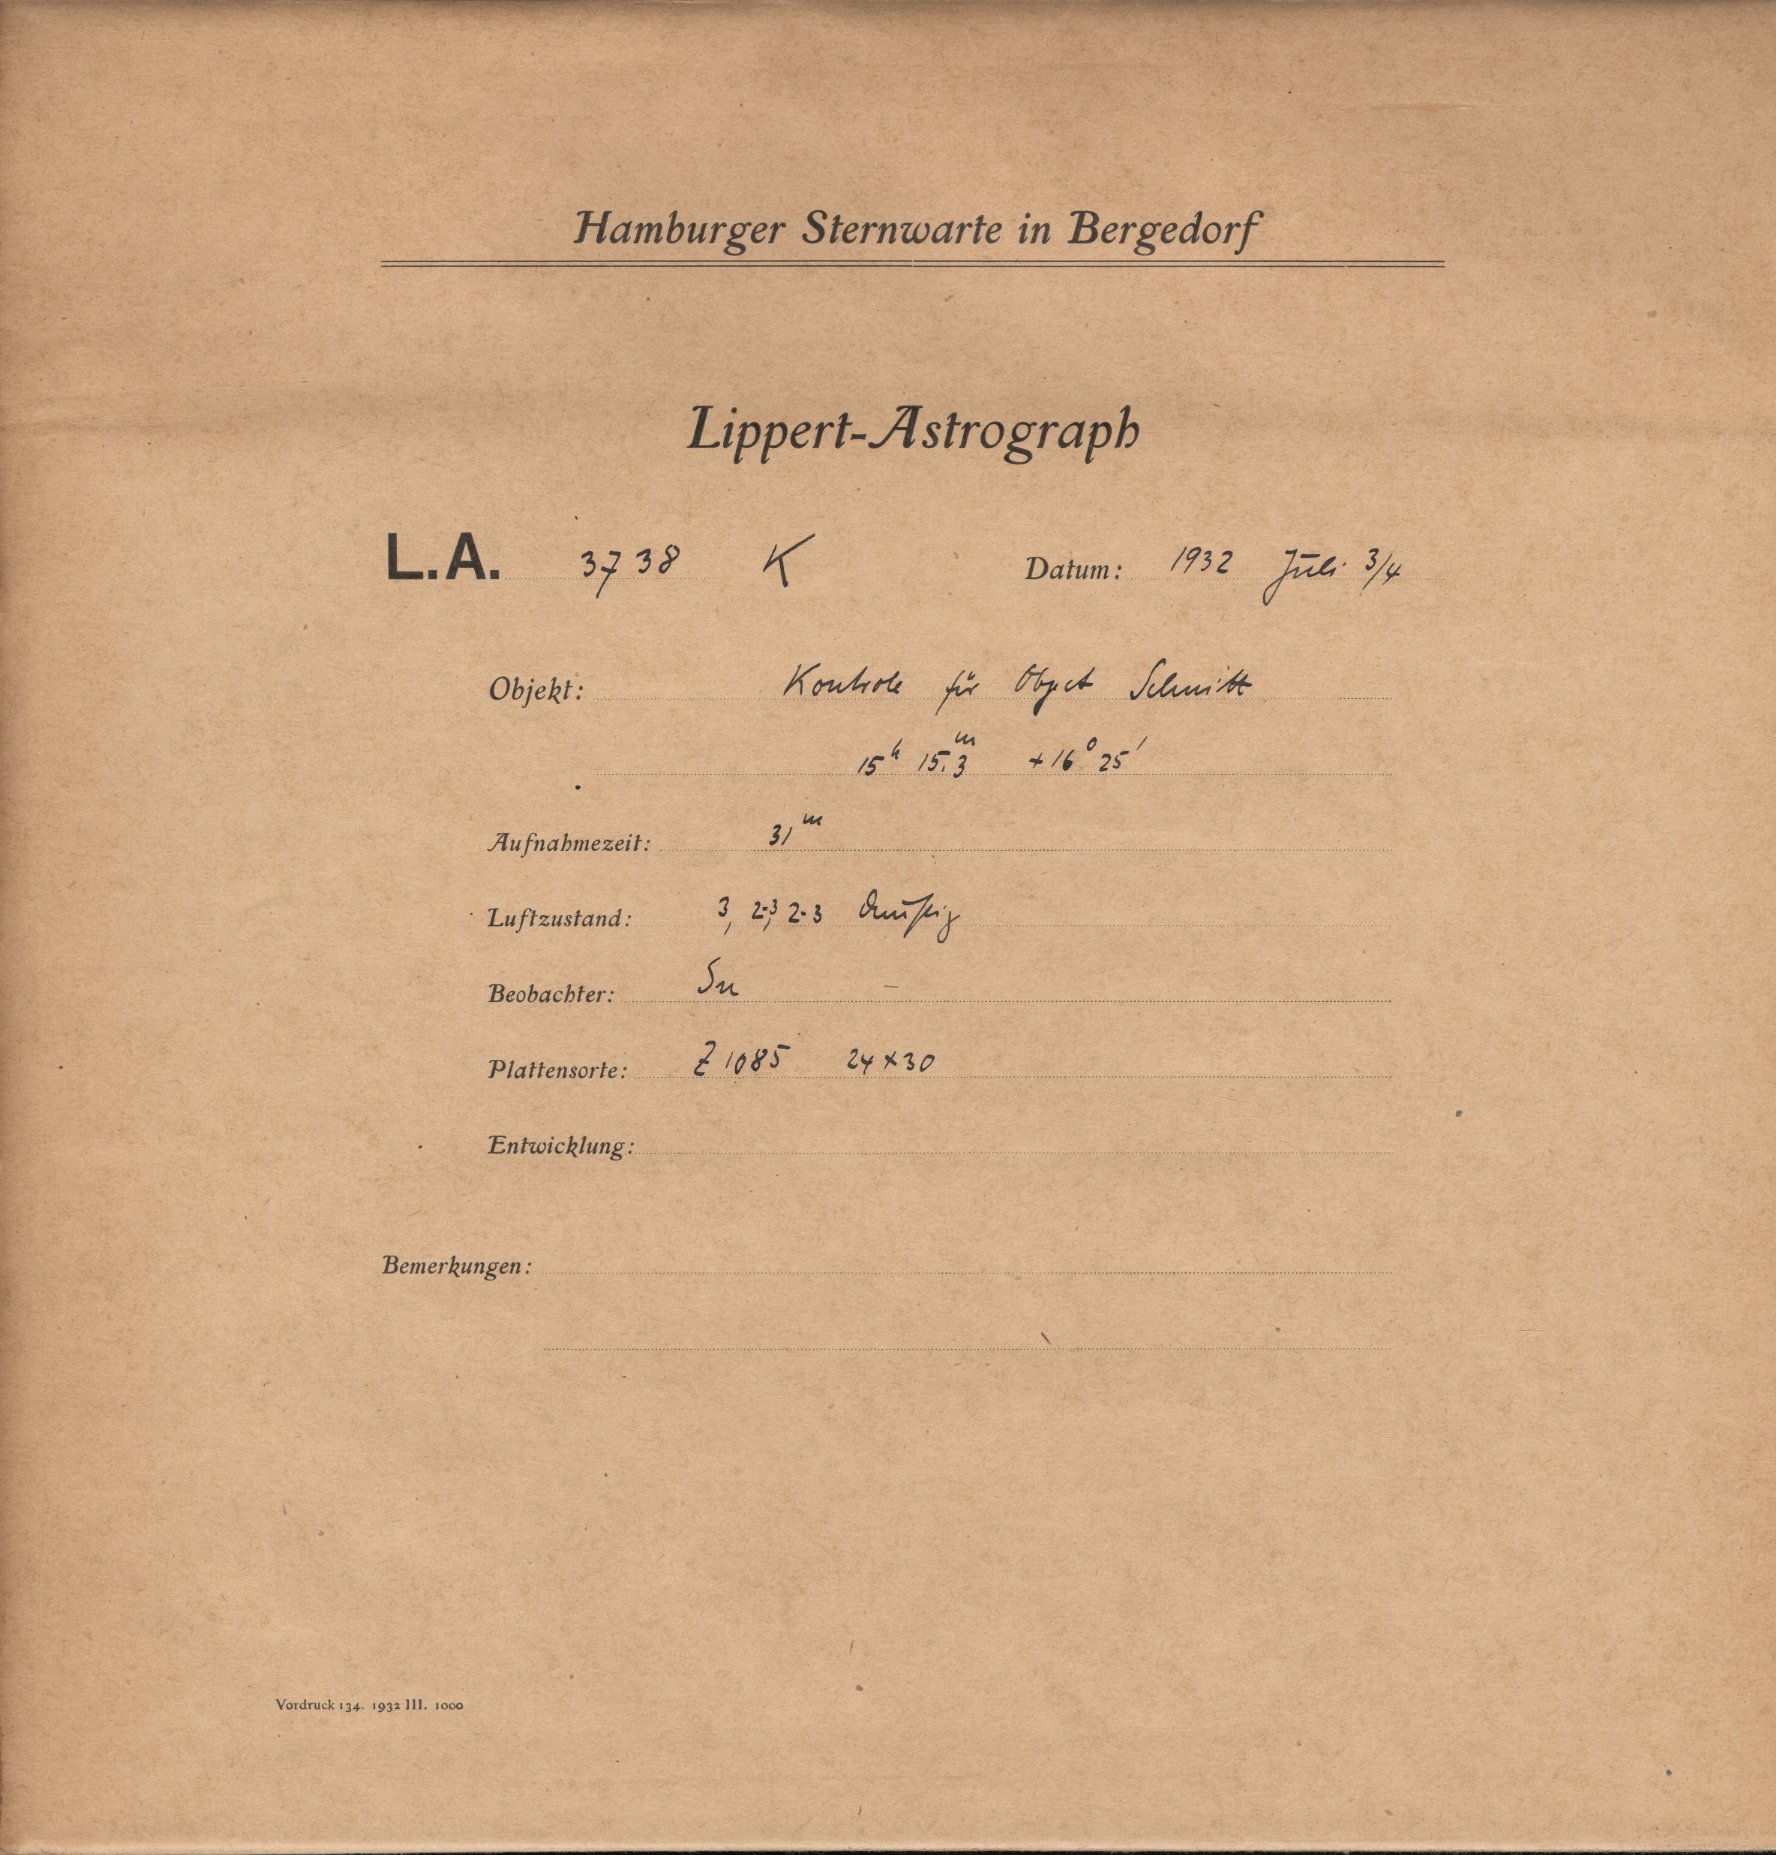 Hamburger Sternwarte in Bergedorf
Lippert-Astrograph
L.A. 3738 K Datum: 1932 Juli 3/4
Objekt: Kontrole für Object Schmitt
15h 15.m3 +16° 25'
Aufnahmezeit: 31m
Luftzustand: 3, 2-3, 2-3 dunstig
Beobachter:
Plattensorte: Z 1085 24×30
Entwicklung:
Bemerkungen:
Vordruck 134. 1932 III. 1000